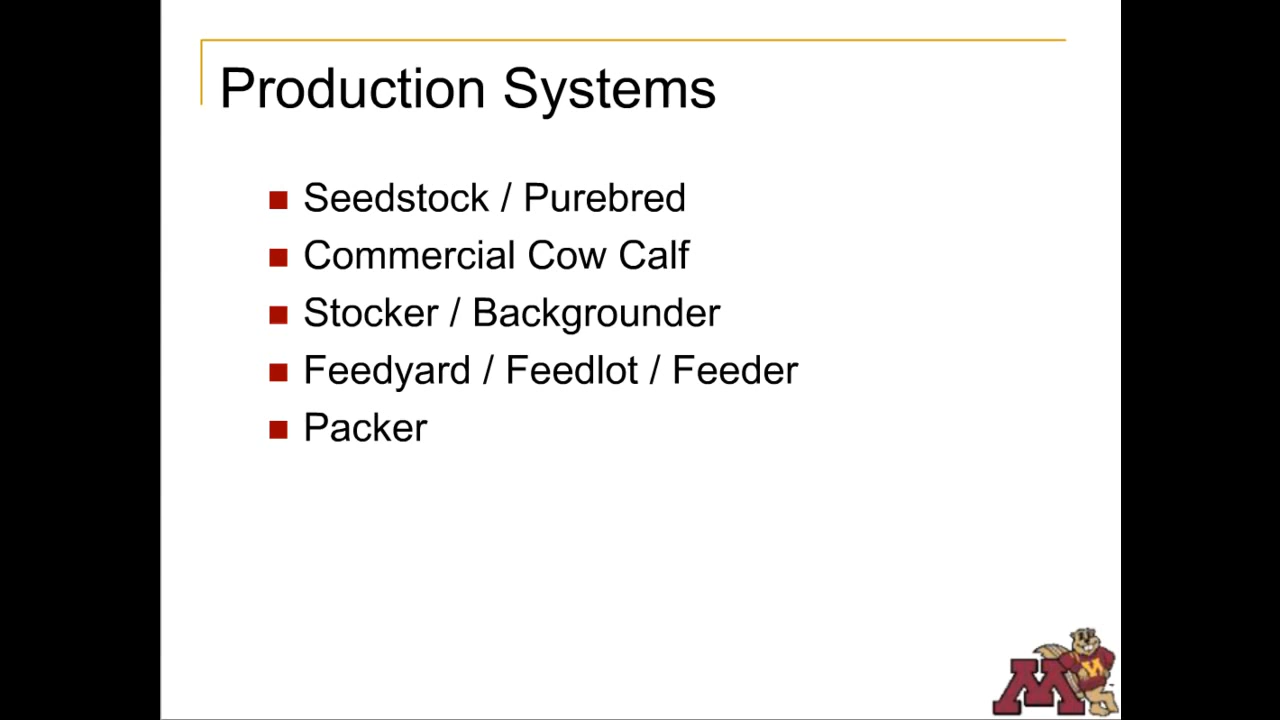 Production Systems
Seedstock / Purebred
Commercial Cow Calf
Stocker / Backgrounder
Feedyard / Feedlot / Feeder
Packer
M